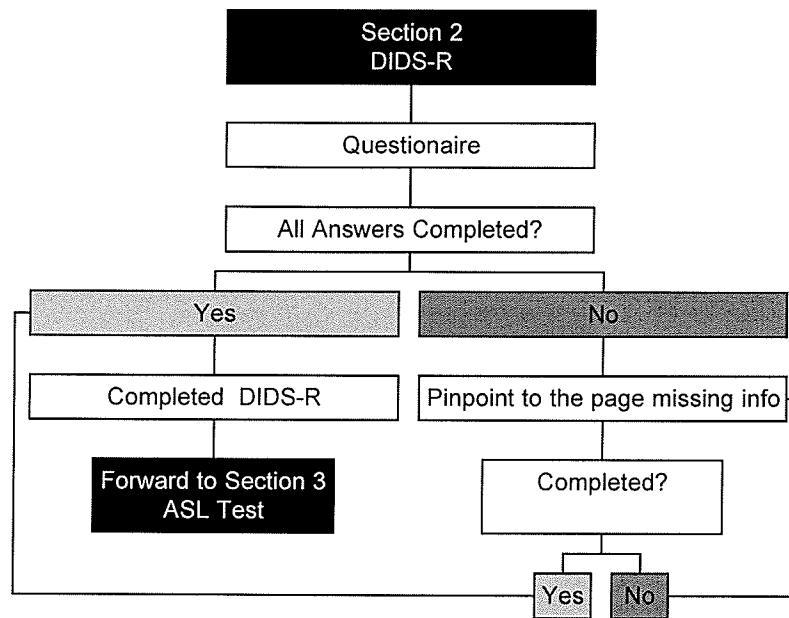 Section 2
DIDS-R
Questionaire
All Answers Completed?
Yes
No
Completed DIDS-R
Pinpoint to the page missing info
Forward to Section 3
ASL Test
Completed?
Yes
No